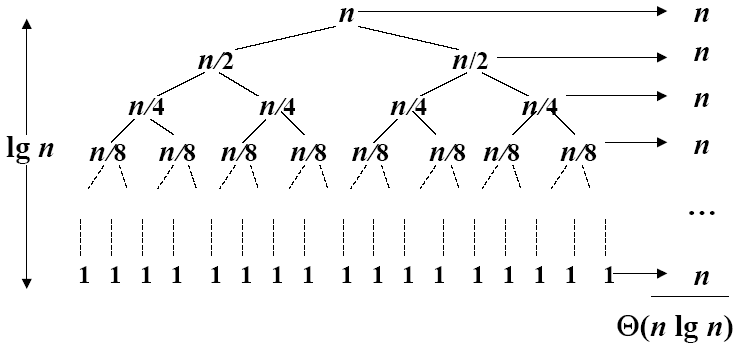 n n
n/2 n/2 n
n/4 n/4 n/4 n/4 n
lg n n/8 n/8 n/8 n/8 n/8 n/8 n/8 n/8 n
…
1 1 1 1 1 1 1 1 1 1 1 1 1 1 1 1 1 n
Θ(n lg n)